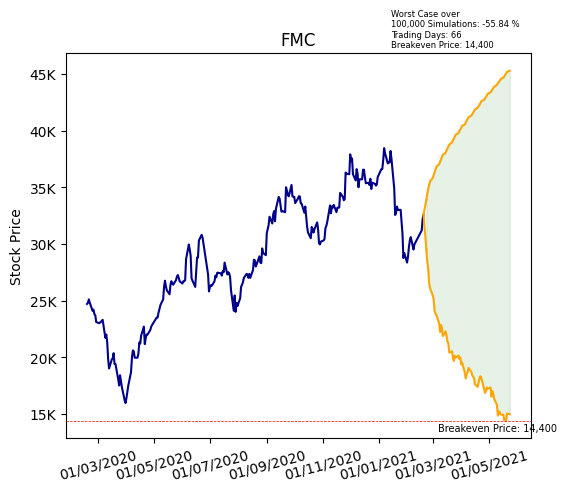 Worst Case over
100,000 Simulations: -55.84 %
Trading Days: 66
Breakeven Price: 14,400
FMC
Stock Price
45K
40K
35K
30K
25K
20K
15K
Breakeven Price: 14,400
01/03/2020 01/05/2020 01/07/2020 01/09/2020 01/11/2020 01/01/2021 01/03/2021 01/05/2021